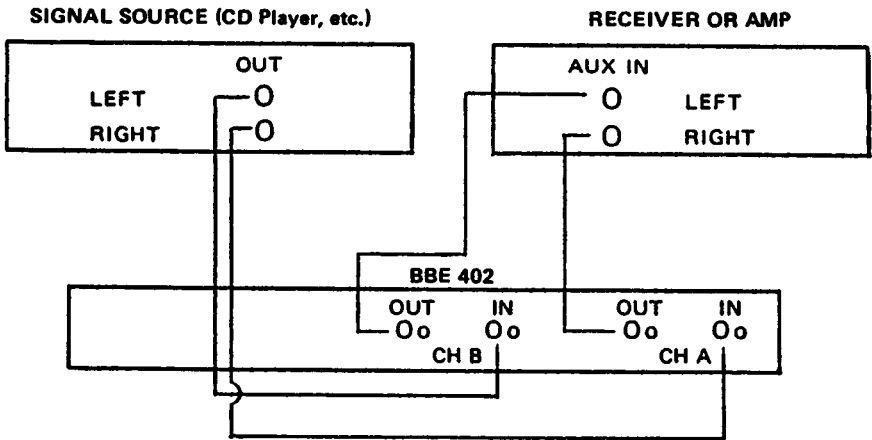 SIGNAL SOURCE (CD Player, etc.)
RECEIVER OR AMP
OUT
LEFT
RIGHT
AUX IN
LEFT
RIGHT
BBE 402
OUT IN OUT IN
CH B CH A